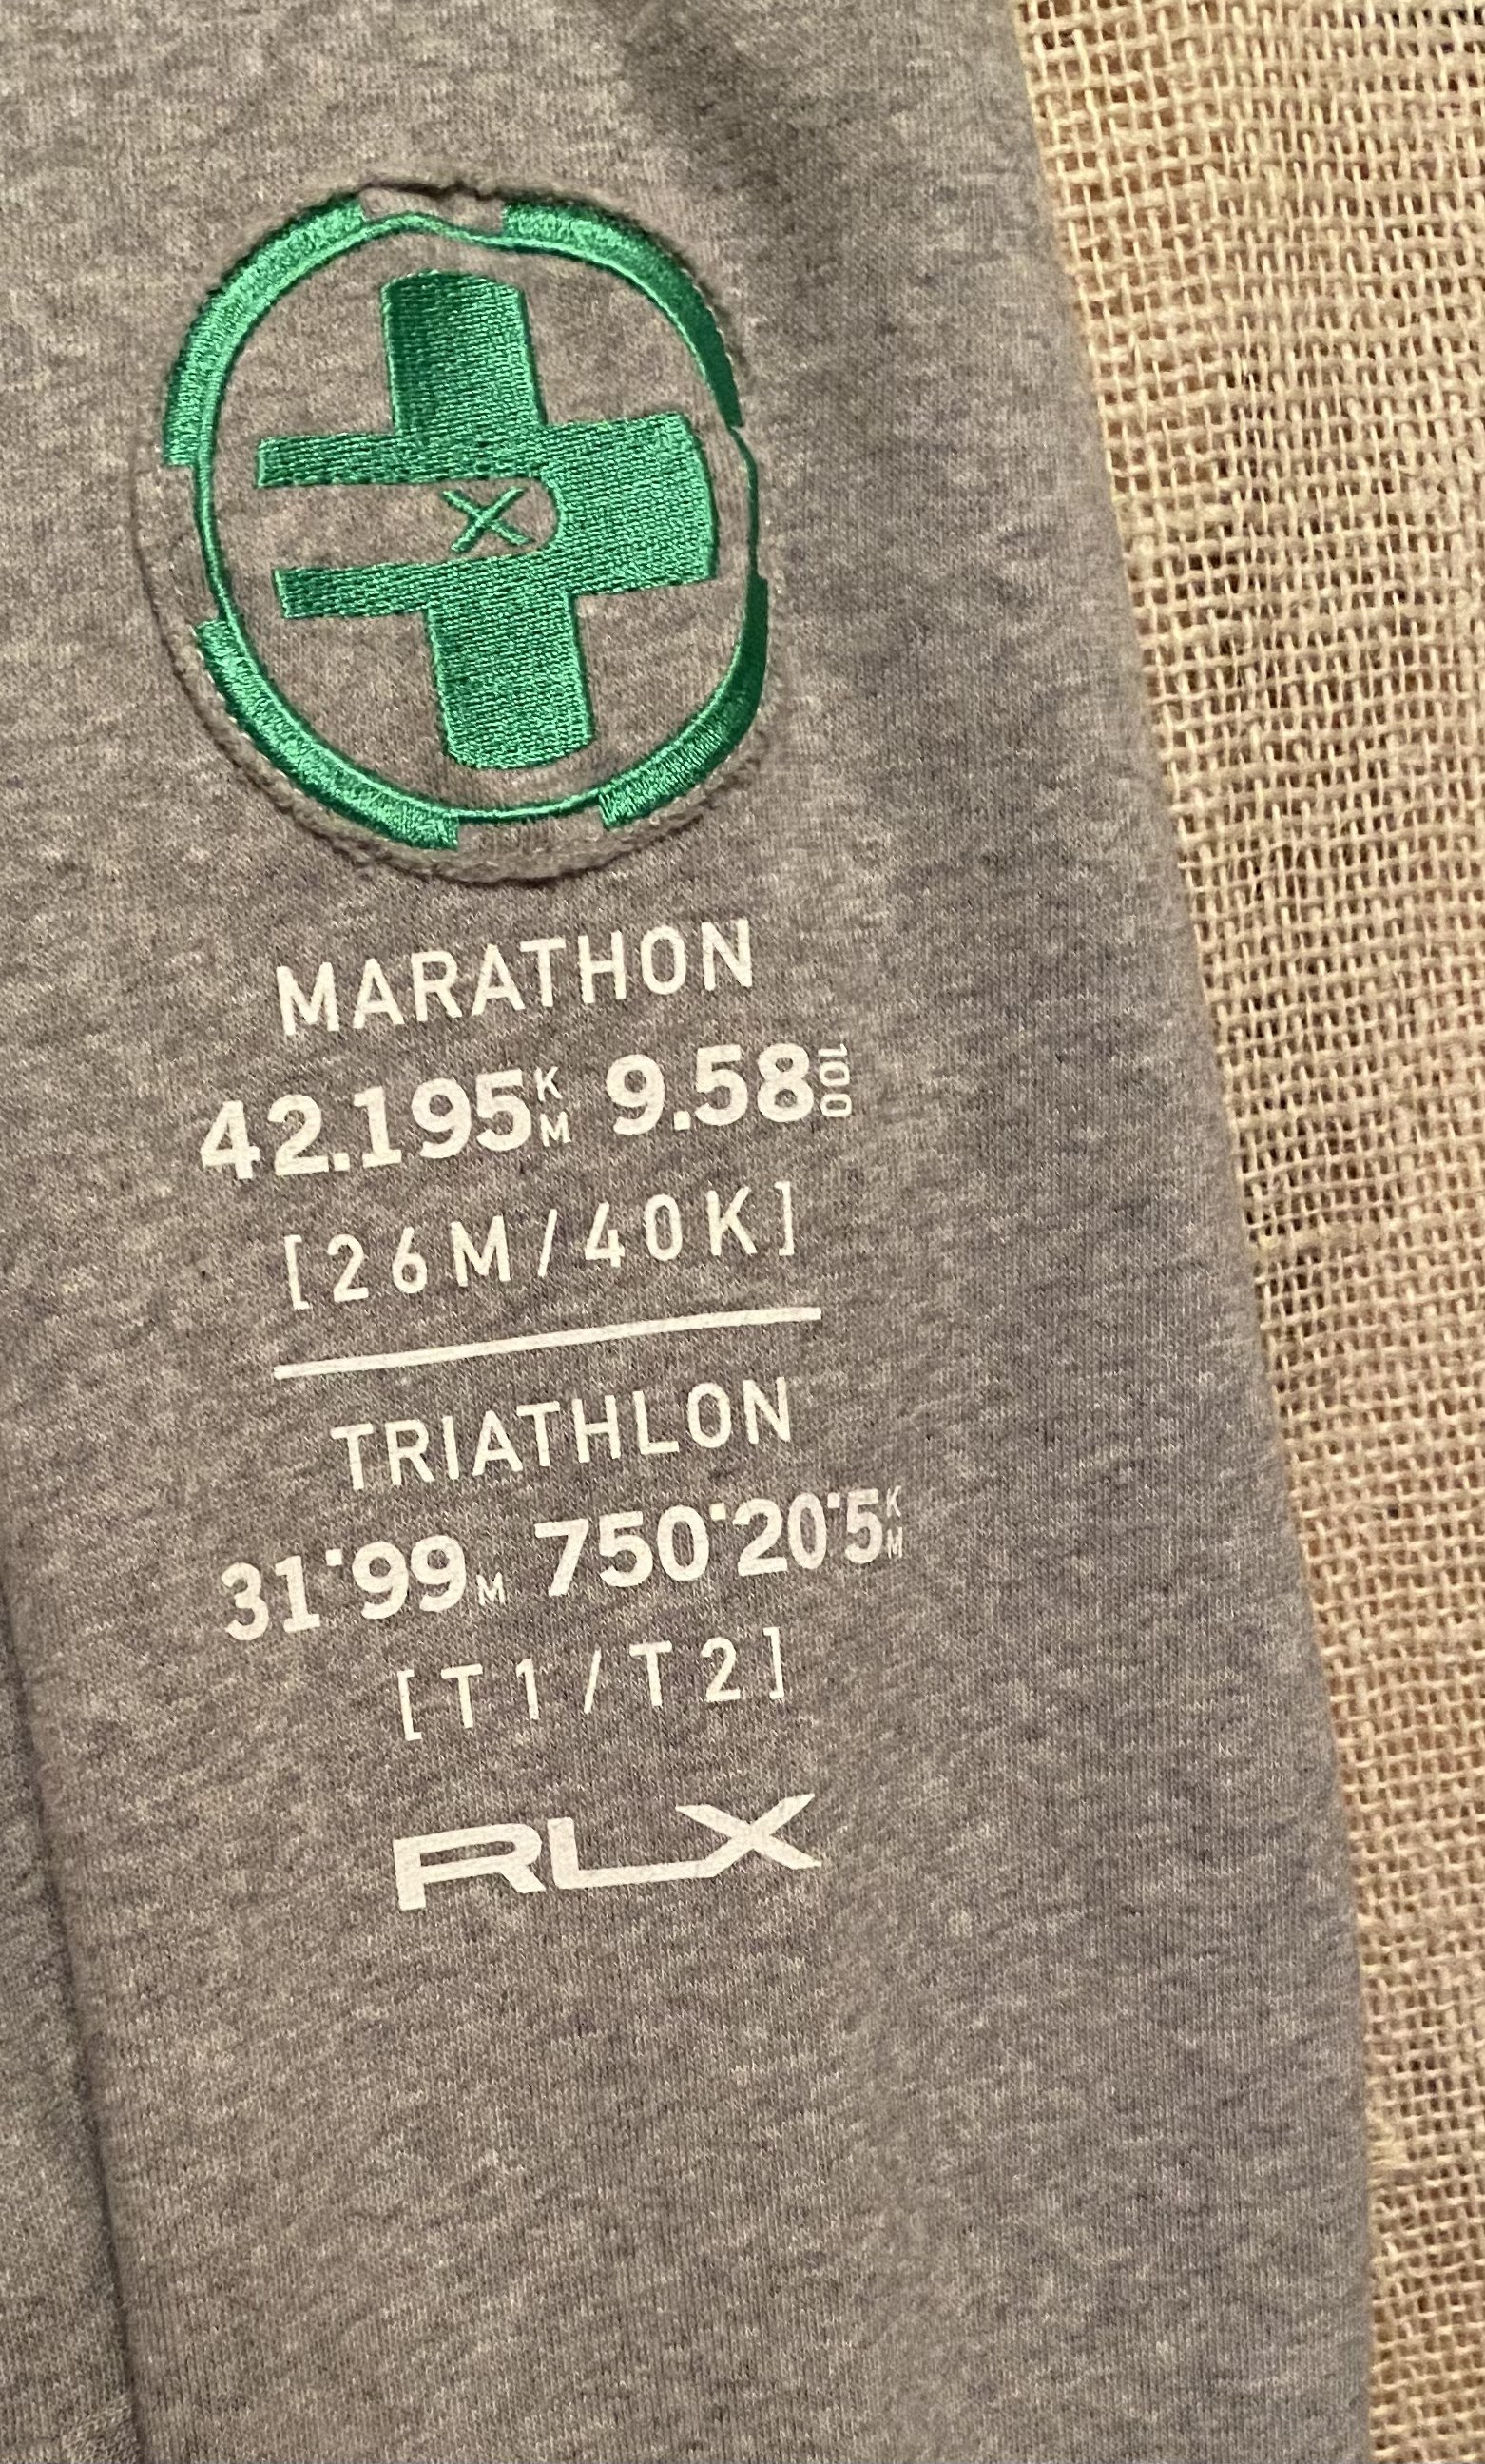 X
MARATHON
42.195KM 9.58100
[26M/40K]
TRIATHLON
31·99M 750·20·5KM
[T1/T2]
RLX